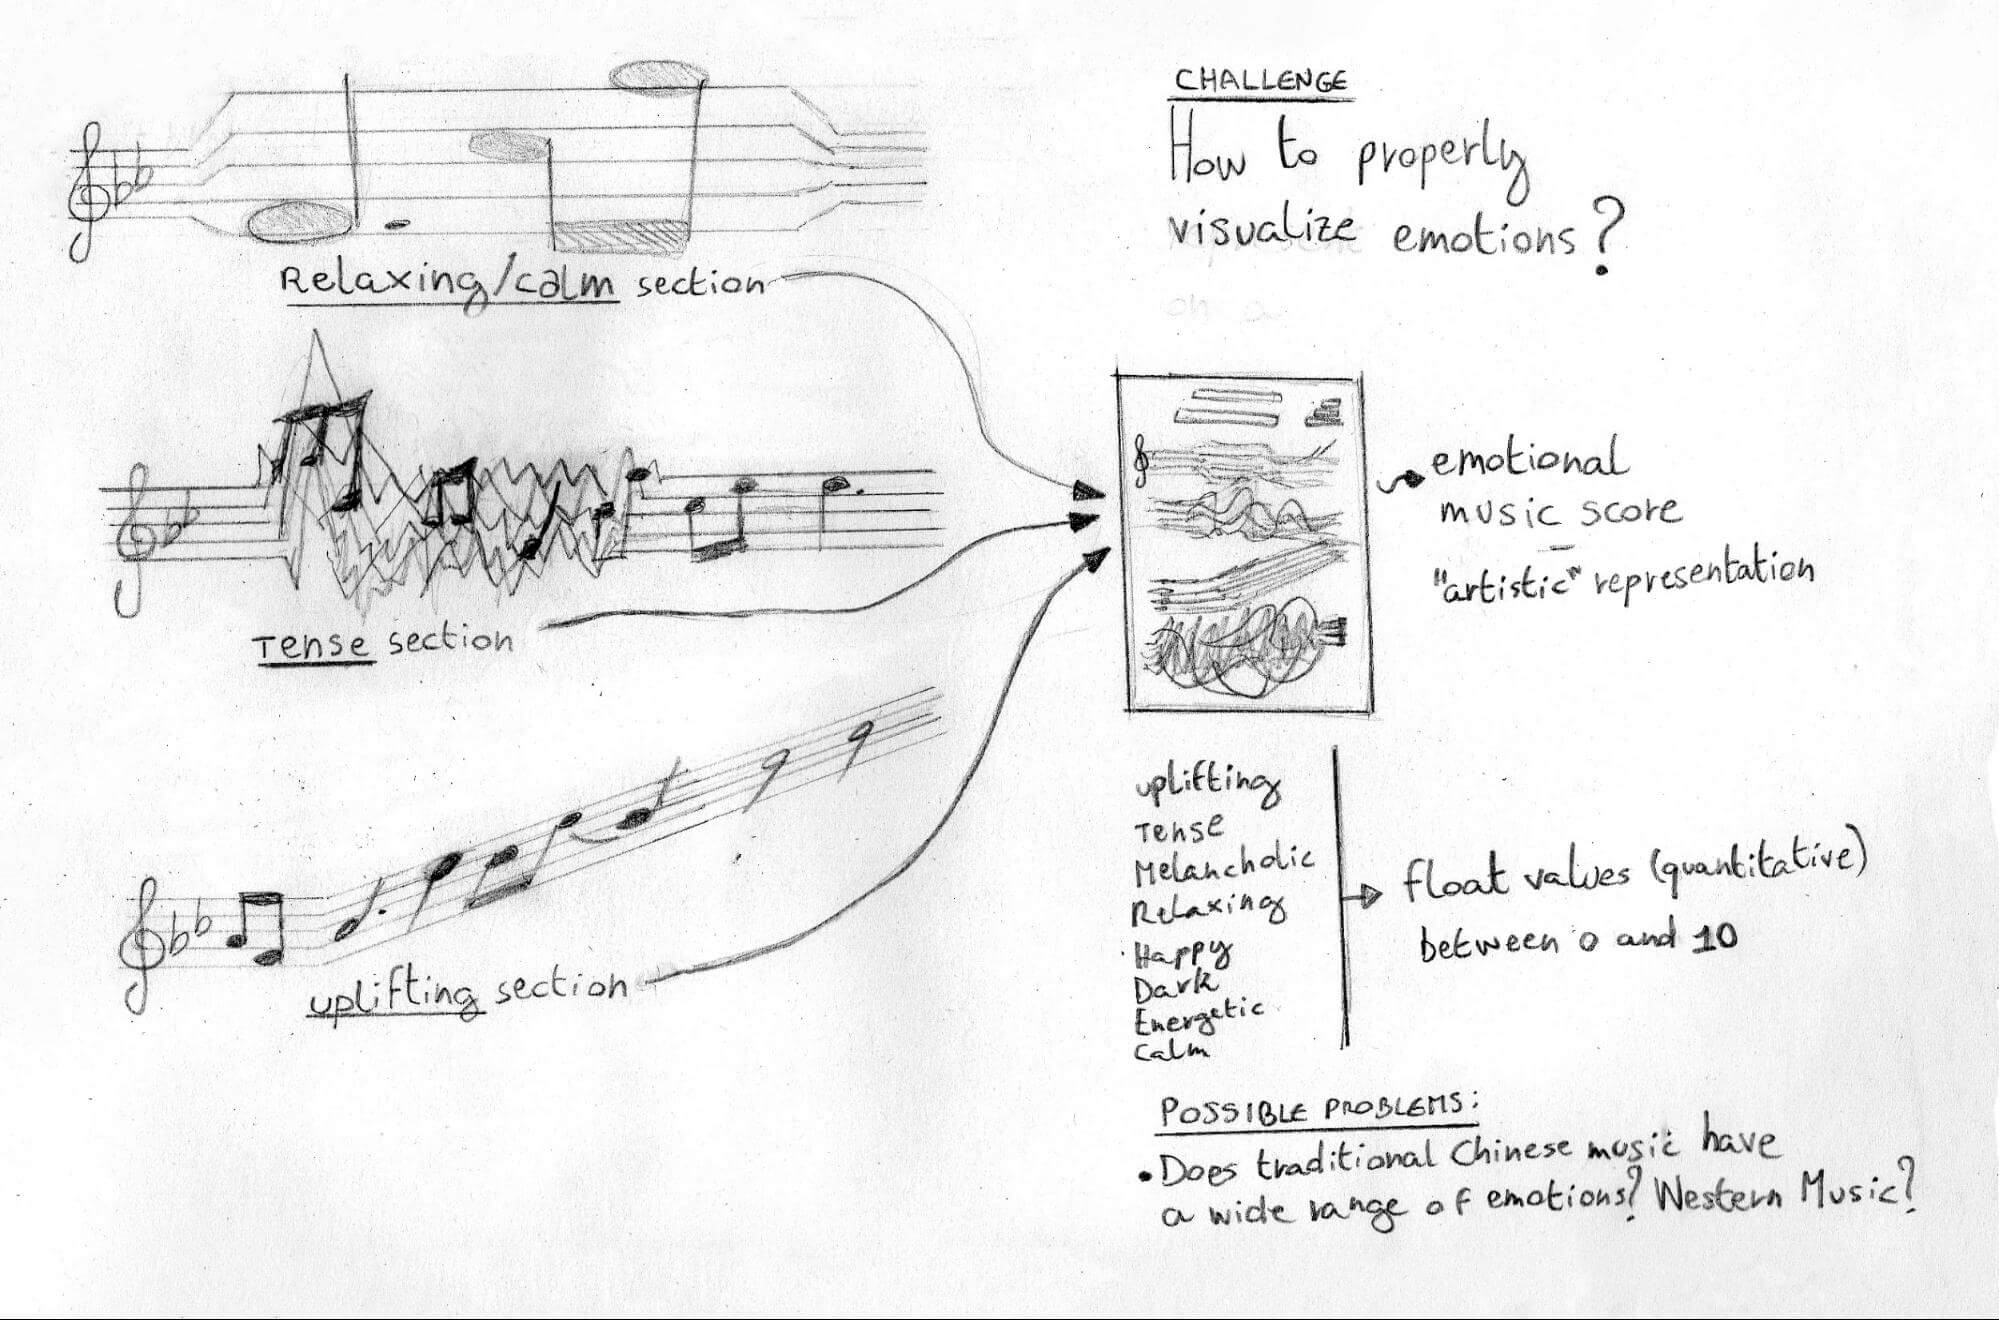 CHALLENGE
How to properly
visualize emotions?
Relaxing/calm section
Tense section
uplifting section
emotional
music score
"artistic" representation
uplifting
Tense
Melancholic
Relaxing
Happy
Dark
Energetic
Calm
float values (quantitative)
between 0 and 10
POSSIBLE PROBLEMS:
• Does traditional Chinese music have
a wide range of emotions? Western Music?